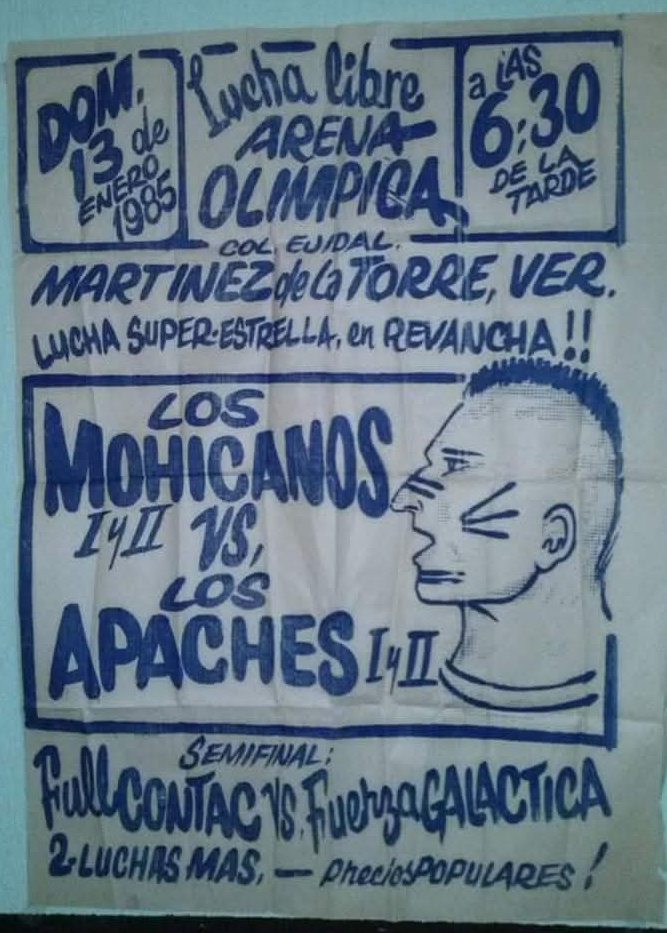 DOM.
13 de
ENERO
1985
Lucha libre
ARENA
OLIMPICA
COL. EJIDAL.
a LAS
6:30
DE LA
TARDE
MARTINEZ de la TORRE, VER.
LUCHA SUPER-ESTRELLA, en REVANCHA!!
LOS
MOHICANOS
I y II VS,
LOS
APACHES I y II
SEMIFINAL:
Full CONTAC VS. Fuerza GALACTICA
2-LUCHAS MAS, — Precios POPULARES!